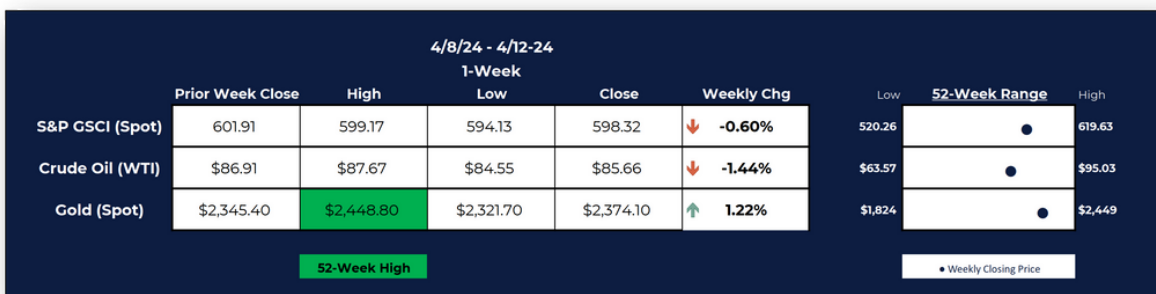 4/8/24 - 4/12-24
1-Week
Prior Week Close High Low Close Weekly Chg Low 52-Week Range High
S&P GSCI (Spot) 601.91 599.17 594.13 598.32 -0.60% 520.26 619.63
Crude Oil (WTI) $86.91 $87.67 $84.55 $85.66 -1.44% $63.57 $95.03
Gold (Spot) $2,345.40 $2,448.80 $2,321.70 $2,374.10 1.22% $1,824 $2,449
52-Week High • Weekly Closing Price